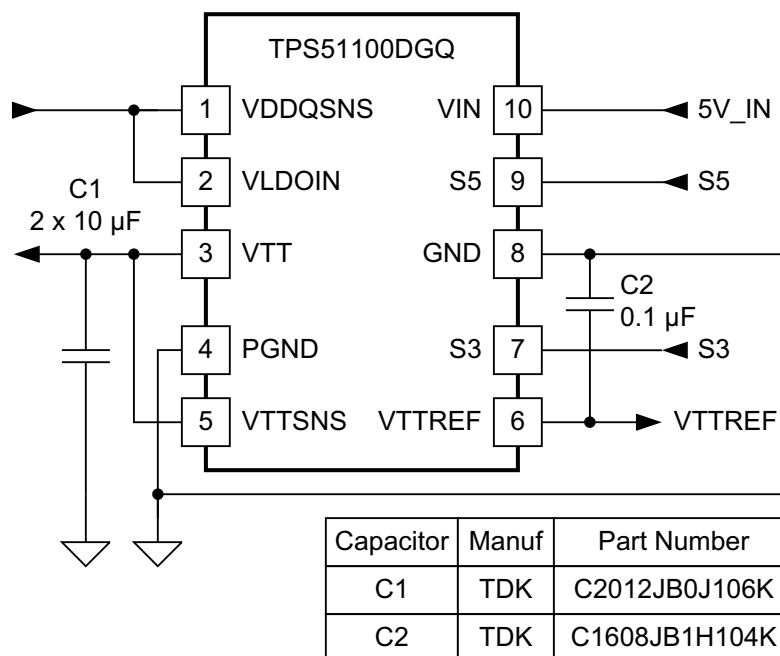 TPS51100DGQ
1 VDDQSNS VIN 10 5V_IN
2 VLDOIN S5 9 S5
C1
2 x 10 µF
3 VTT GND 8
C2
0.1 µF
4 PGND S3 7 S3
5 VTTSNS VTTREF 6 VTTREF
Capacitor Manuf Part Number
C1 TDK C2012JB0J106K
C2 TDK C1608JB1H104K